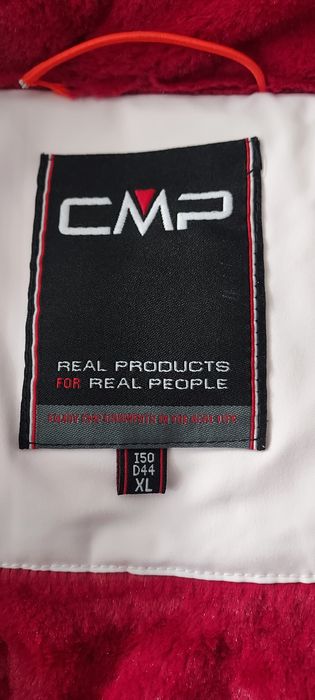 CMP
REAL PRODUCTS
FOR REAL PEOPLE
I50
D44
XL